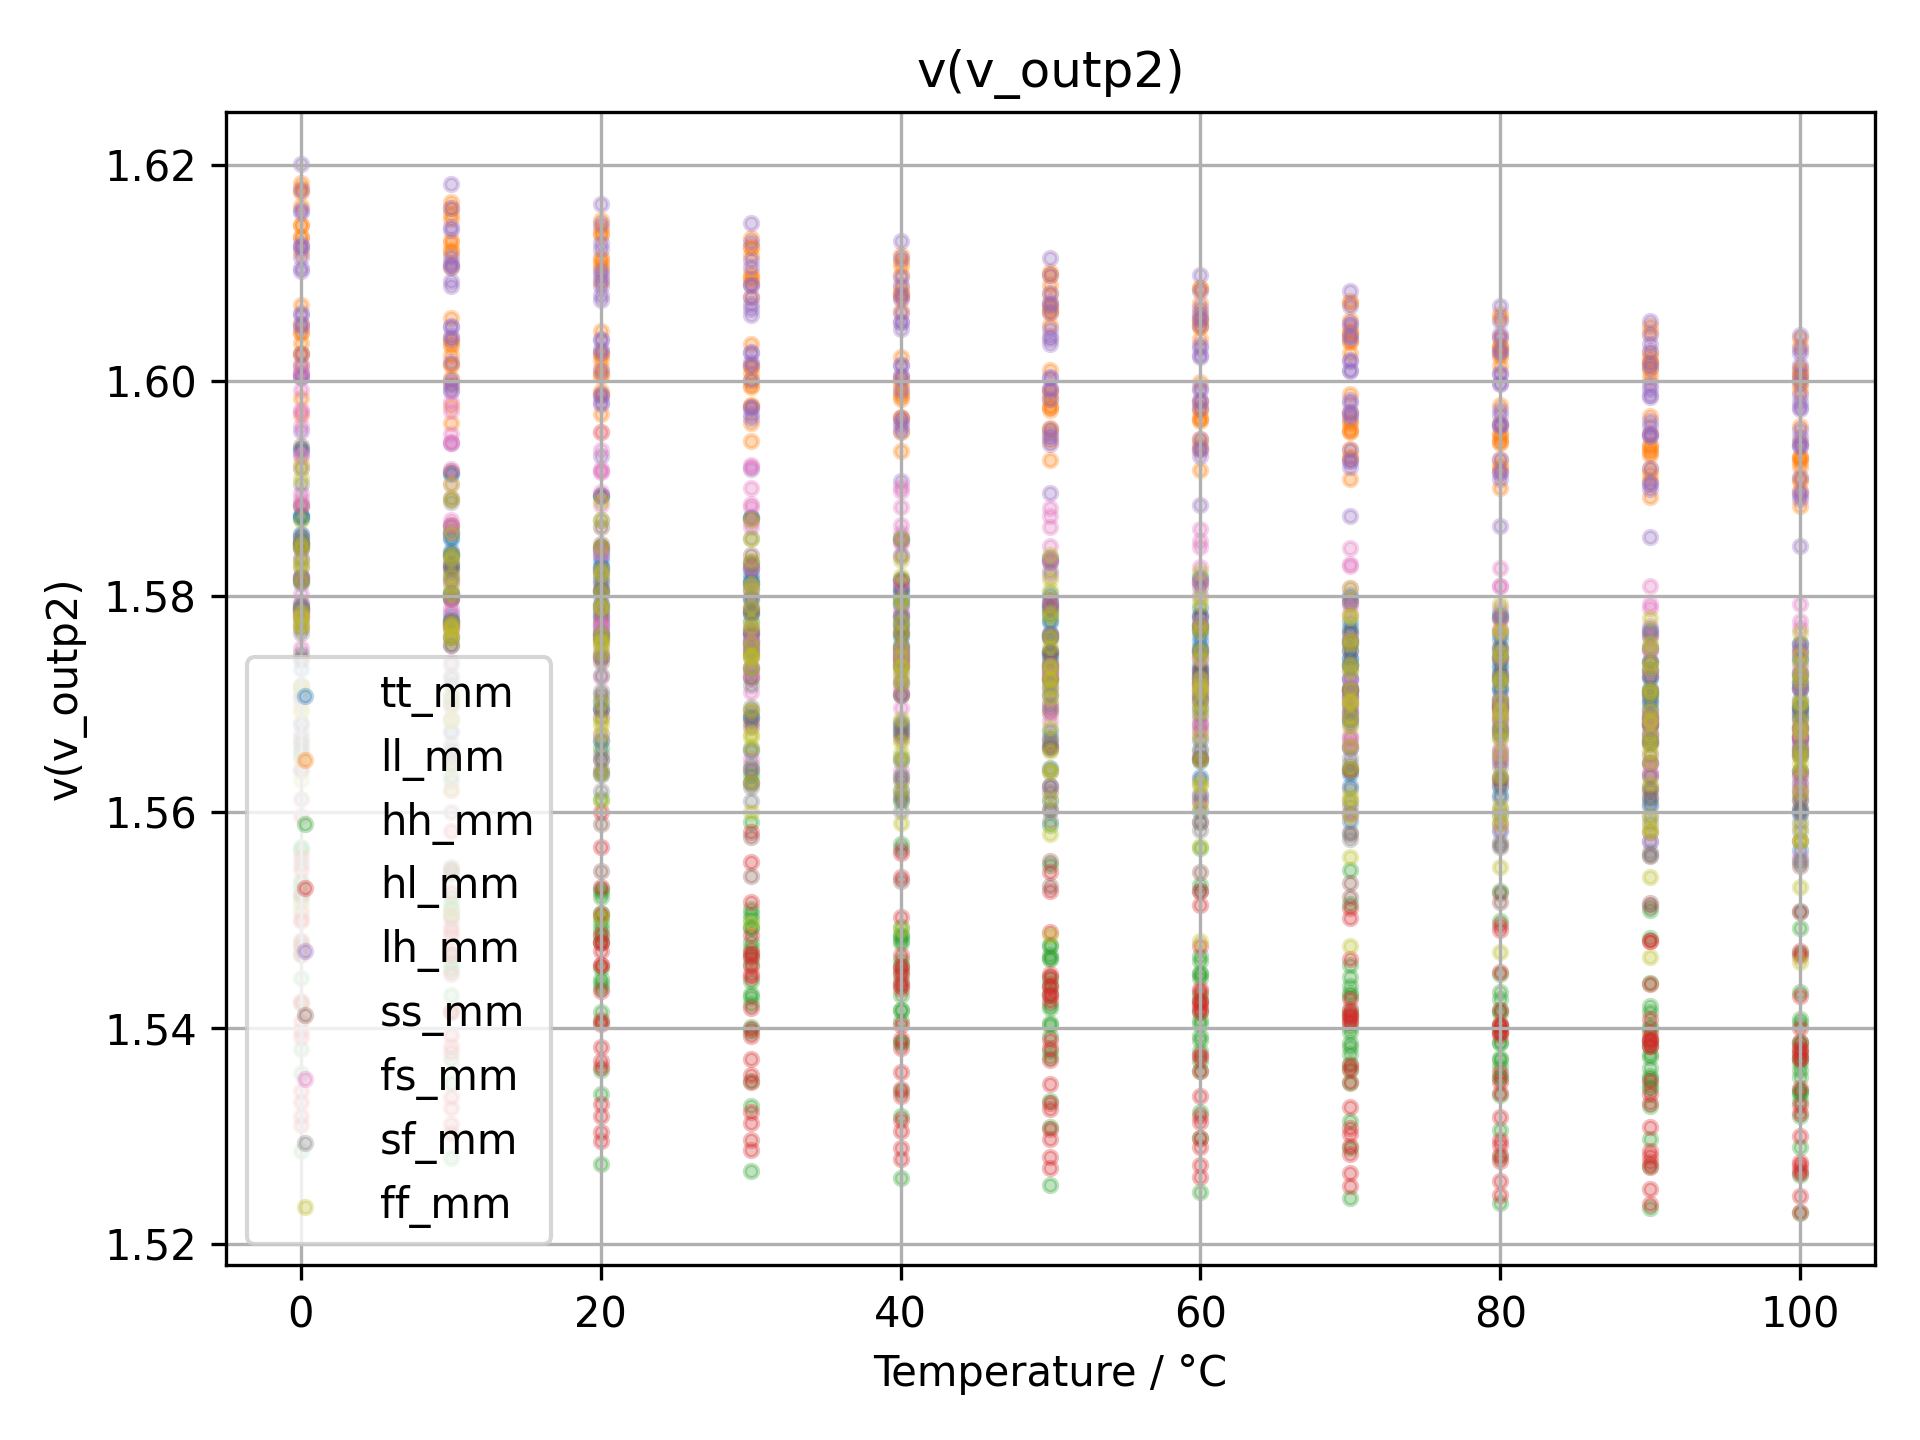 v(v_outp2)
v(v_outp2)
1.62
1.60
1.58
1.56
1.54
1.52
tt_mm
ll_mm
hh_mm
hl_mm
lh_mm
ss_mm
fs_mm
sf_mm
ff_mm
0
20
40
60
80
100
Temperature / °C